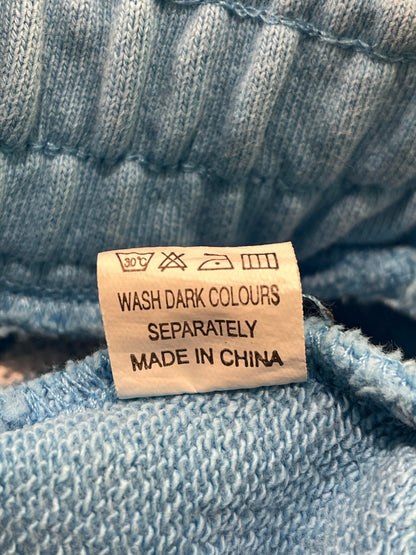 30°C
WASH DARK COLOURS
SEPARATELY
MADE IN CHINA